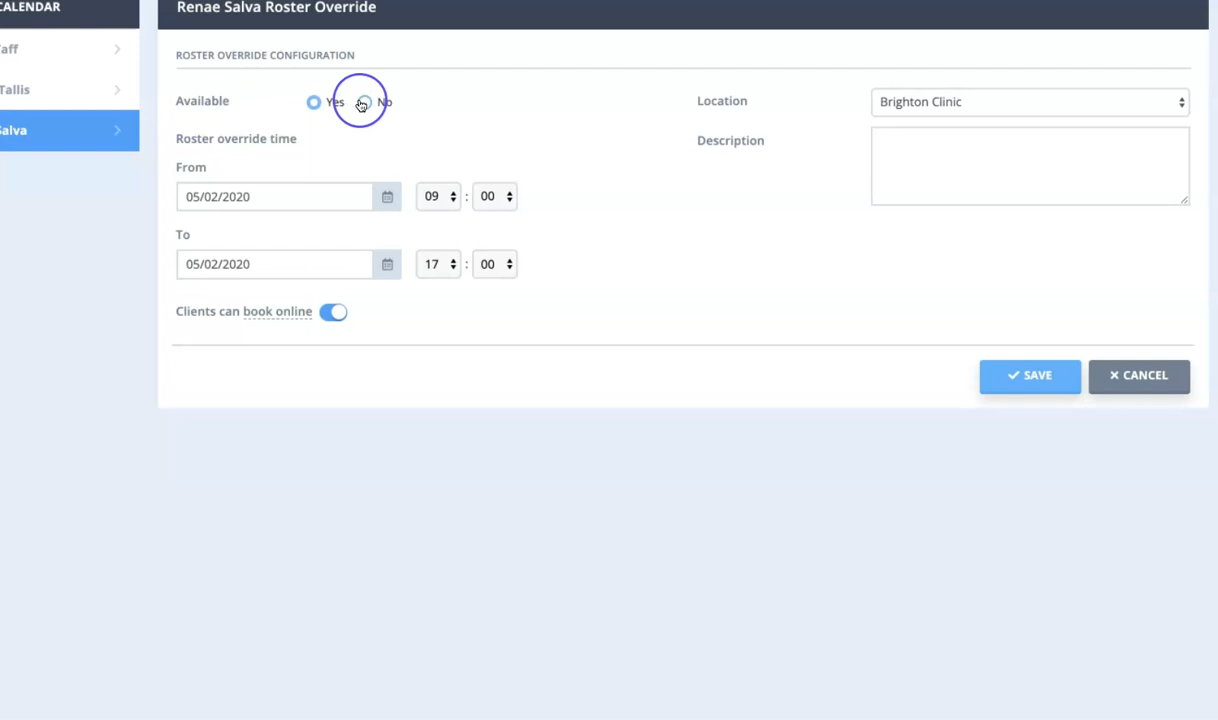 CALENDAR
Renae Salva Roster Override
aff
ROSTER OVERRIDE CONFIGURATION
Tallis
Available
Yes
No
Location
Brighton Clinic
Salva
Roster override time
Description
From
05/02/2020
09 : 00
To
05/02/2020
17 : 00
Clients can book online
SAVE
CANCEL